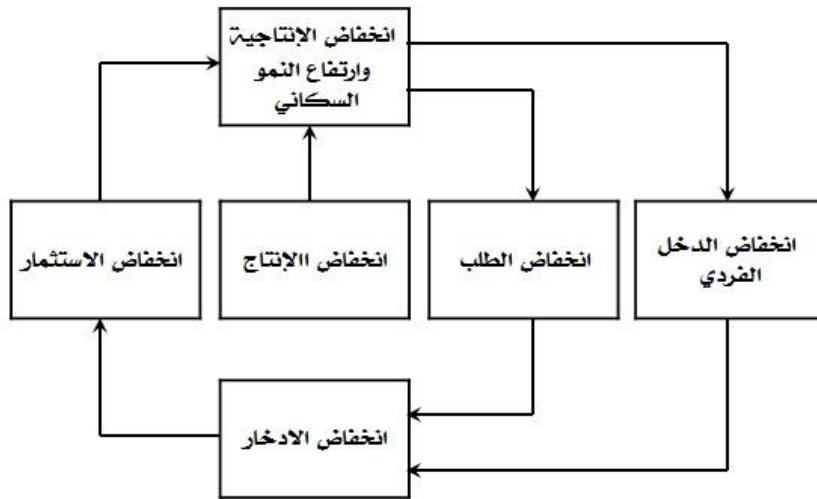 انخفاض الإنتاجية
وارتفاع النمو
السكاني
انخفاض الدخل
الفردي
انخفاض الطلب
انخفاض االإنتاج
انخفاض الاستثمار
انخفاض الادخار